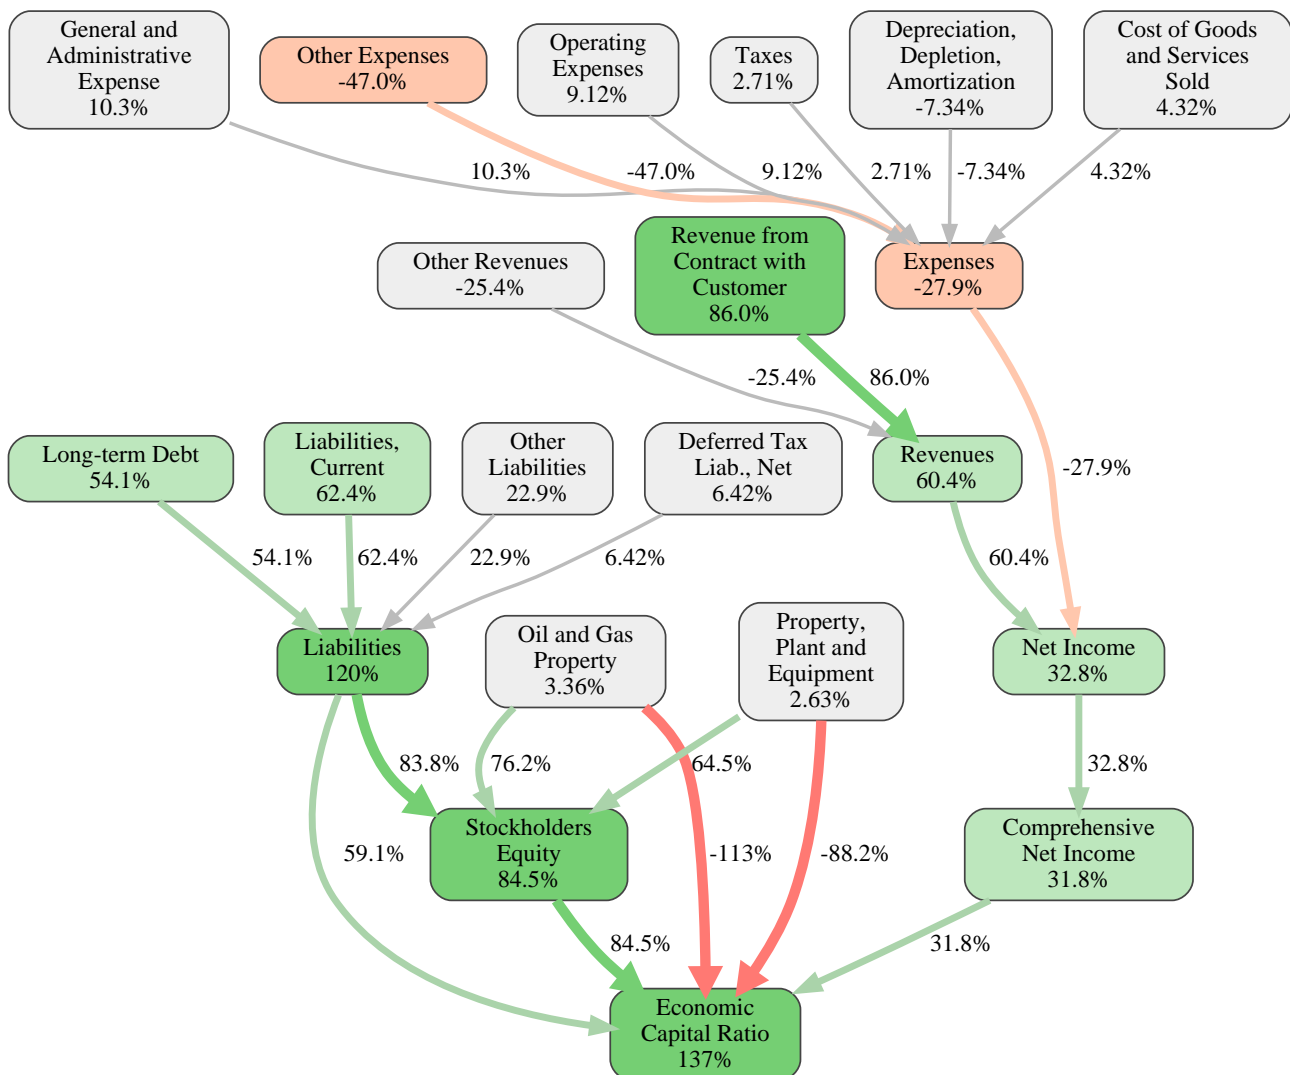 General and
Administrative
Expense
10.3%
Other Expenses
-47.0%
Operating
Expenses
9.12%
Taxes
2.71%
Depreciation,
Depletion,
Amortization
-7.34%
Cost of Goods
and Services
Sold
4.32%
10.3%
-47.0%
9.12%
2.71%
-7.34%
4.32%
Other Revenues
-25.4%
Revenue from
Contract with
Customer
86.0%
Expenses
-27.9%
-25.4%
86.0%
-27.9%
Long-term Debt
54.1%
Liabilities,
Current
62.4%
Other
Liabilities
22.9%
Deferred Tax
Liab., Net
6.42%
Revenues
60.4%
54.1%
62.4%
22.9%
6.42%
60.4%
Liabilities
120%
Oil and Gas
Property
3.36%
Property,
Plant and
Equipment
2.63%
Net Income
32.8%
83.8%
76.2%
64.5%
32.8%
59.1%
Stockholders
Equity
84.5%
-113%
-88.2%
Comprehensive
Net Income
31.8%
84.5%
31.8%
Economic
Capital Ratio
137%